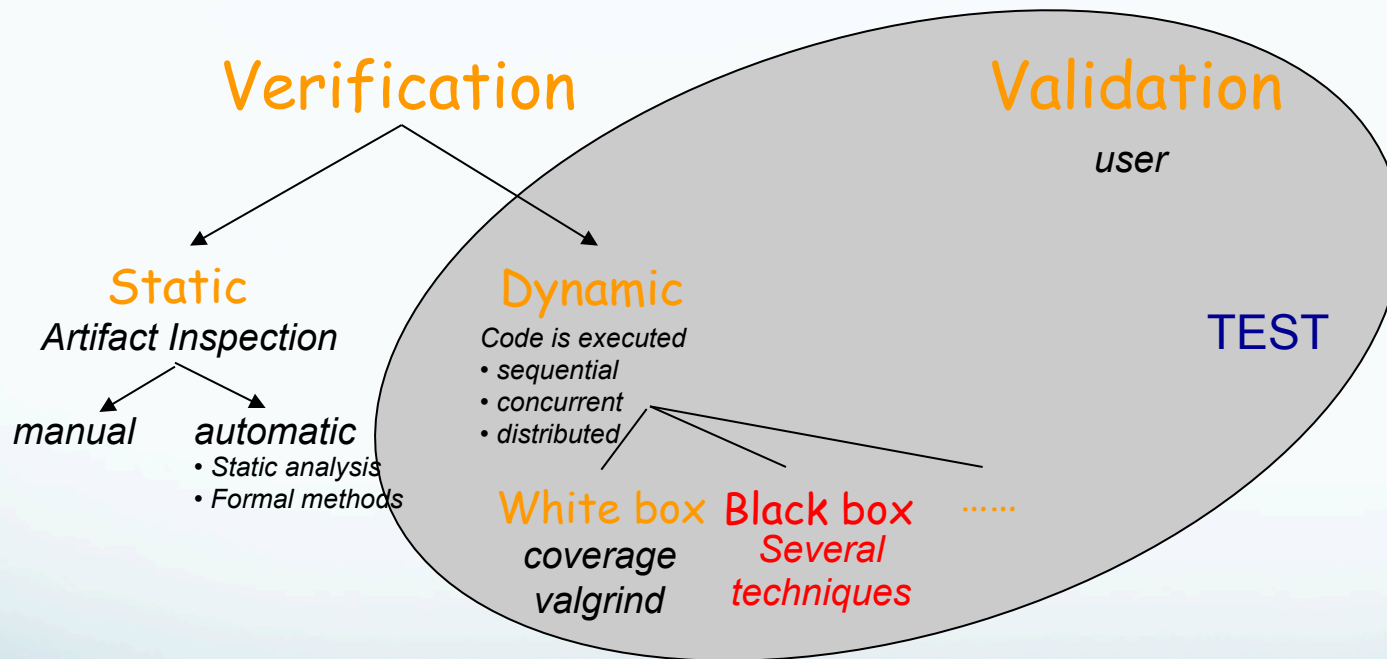 Verification
Validation
user
Static
Artifact Inspection
manual
automatic
• Static analysis
• Formal methods
Dynamic
Code is executed
• sequential
• concurrent
• distributed
TEST
White box
coverage
valgrind
Black box
Several
techniques
......